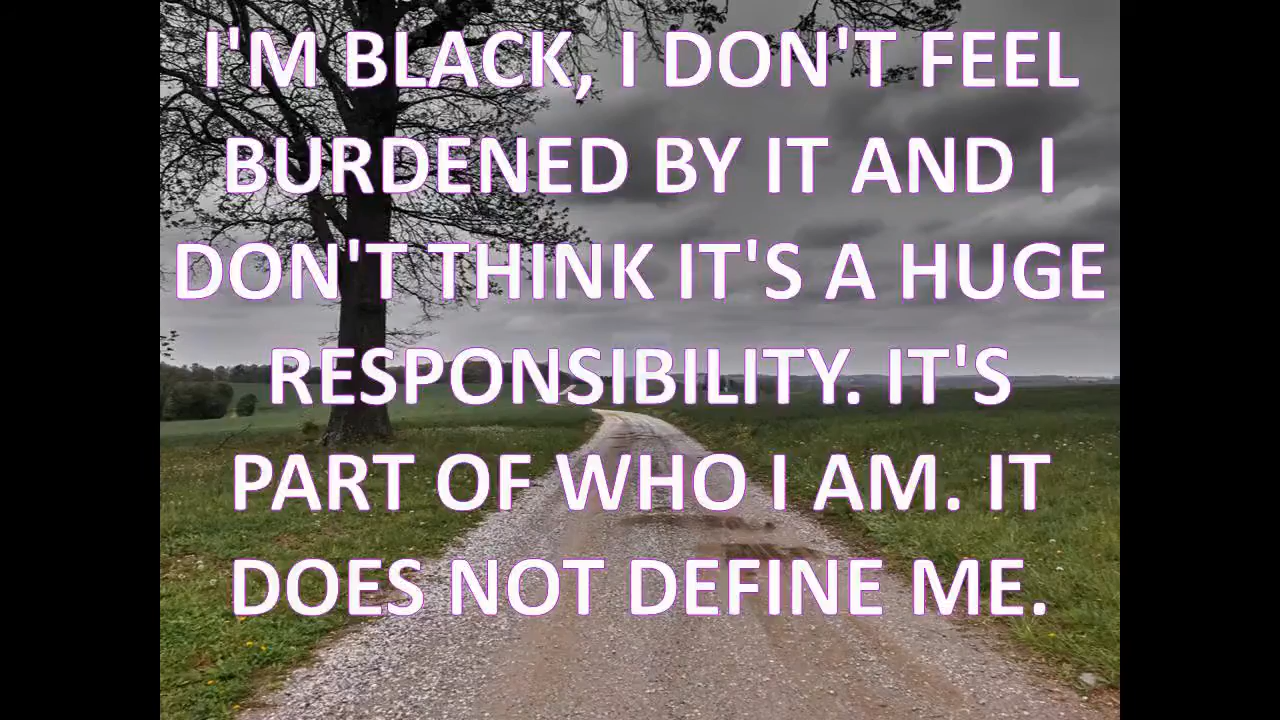 I'M BLACK, I DON'T FEEL
BURDENED BY IT AND I
DON'T THINK IT'S A HUGE
RESPONSIBILITY. IT'S
PART OF WHO I AM. IT
DOES NOT DEFINE ME.